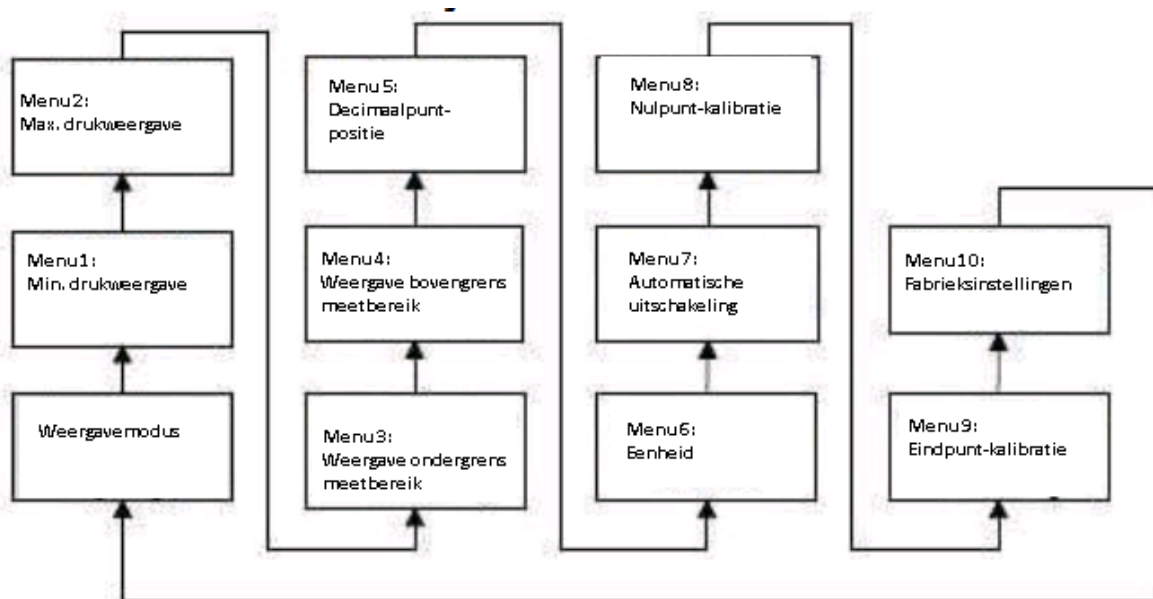 Menu2:
Max. drukweergave
Menu1:
Min. drukweergave
Weergavemodus
Menu5:
Decimaalpunt-
positie
Menu4:
Weergave bovengrens
meetbereik
Menu3:
Weergave ondergrens
meetbereik
Menu8:
Nulpunt-kalibratie
Menu7:
Automatische
uitschakeling
Menu6:
Eenheid
Menu10:
Fabrieksinstellingen
Menu9:
Eindpunt-kalibratie